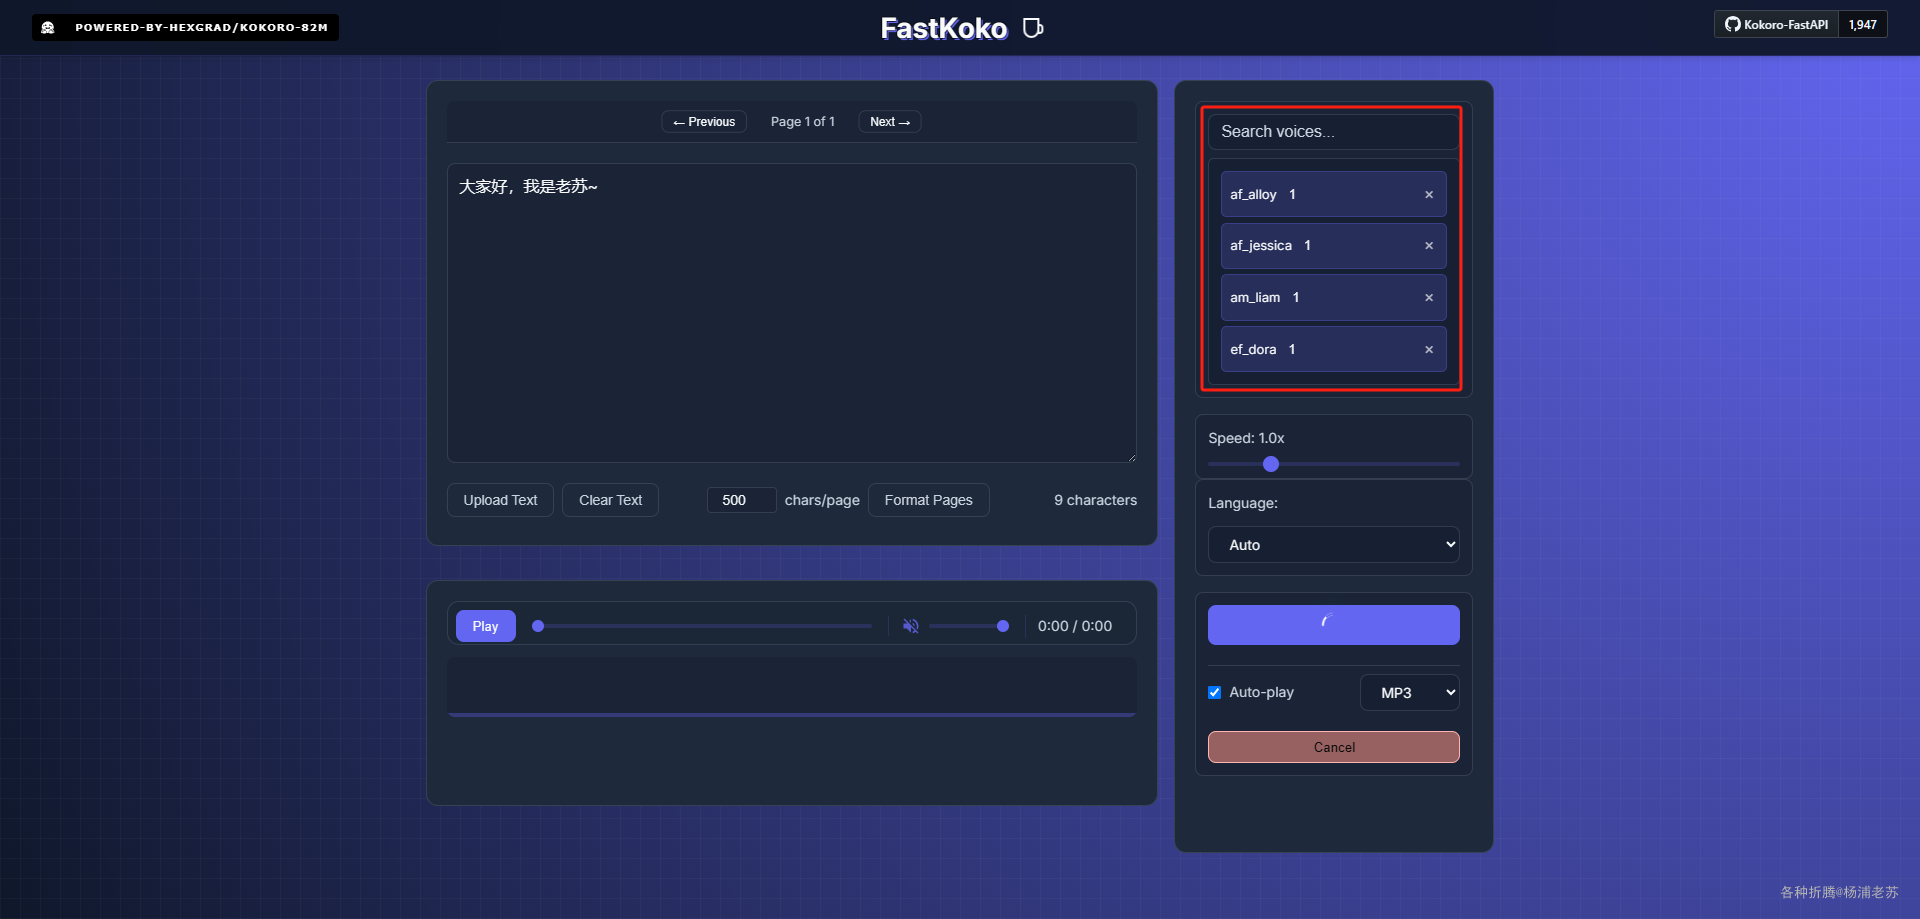 POWERED-BY-HEXGRAD/KOKORO-82M
FastKoko
Kokoro-FastAPI 1,947
← Previous Page 1 of 1 Next →
大家好，我是老苏~
Upload Text Clear Text 500 chars/page Format Pages 9 characters
Play 0:00 / 0:00
Search voices...
af_alloy 1 ×
af_jessica 1 ×
am_liam 1 ×
ef_dora 1 ×
Speed: 1.0x
Language:
Auto
Auto-play MP3
Cancel
各种折腾@杨浦老苏